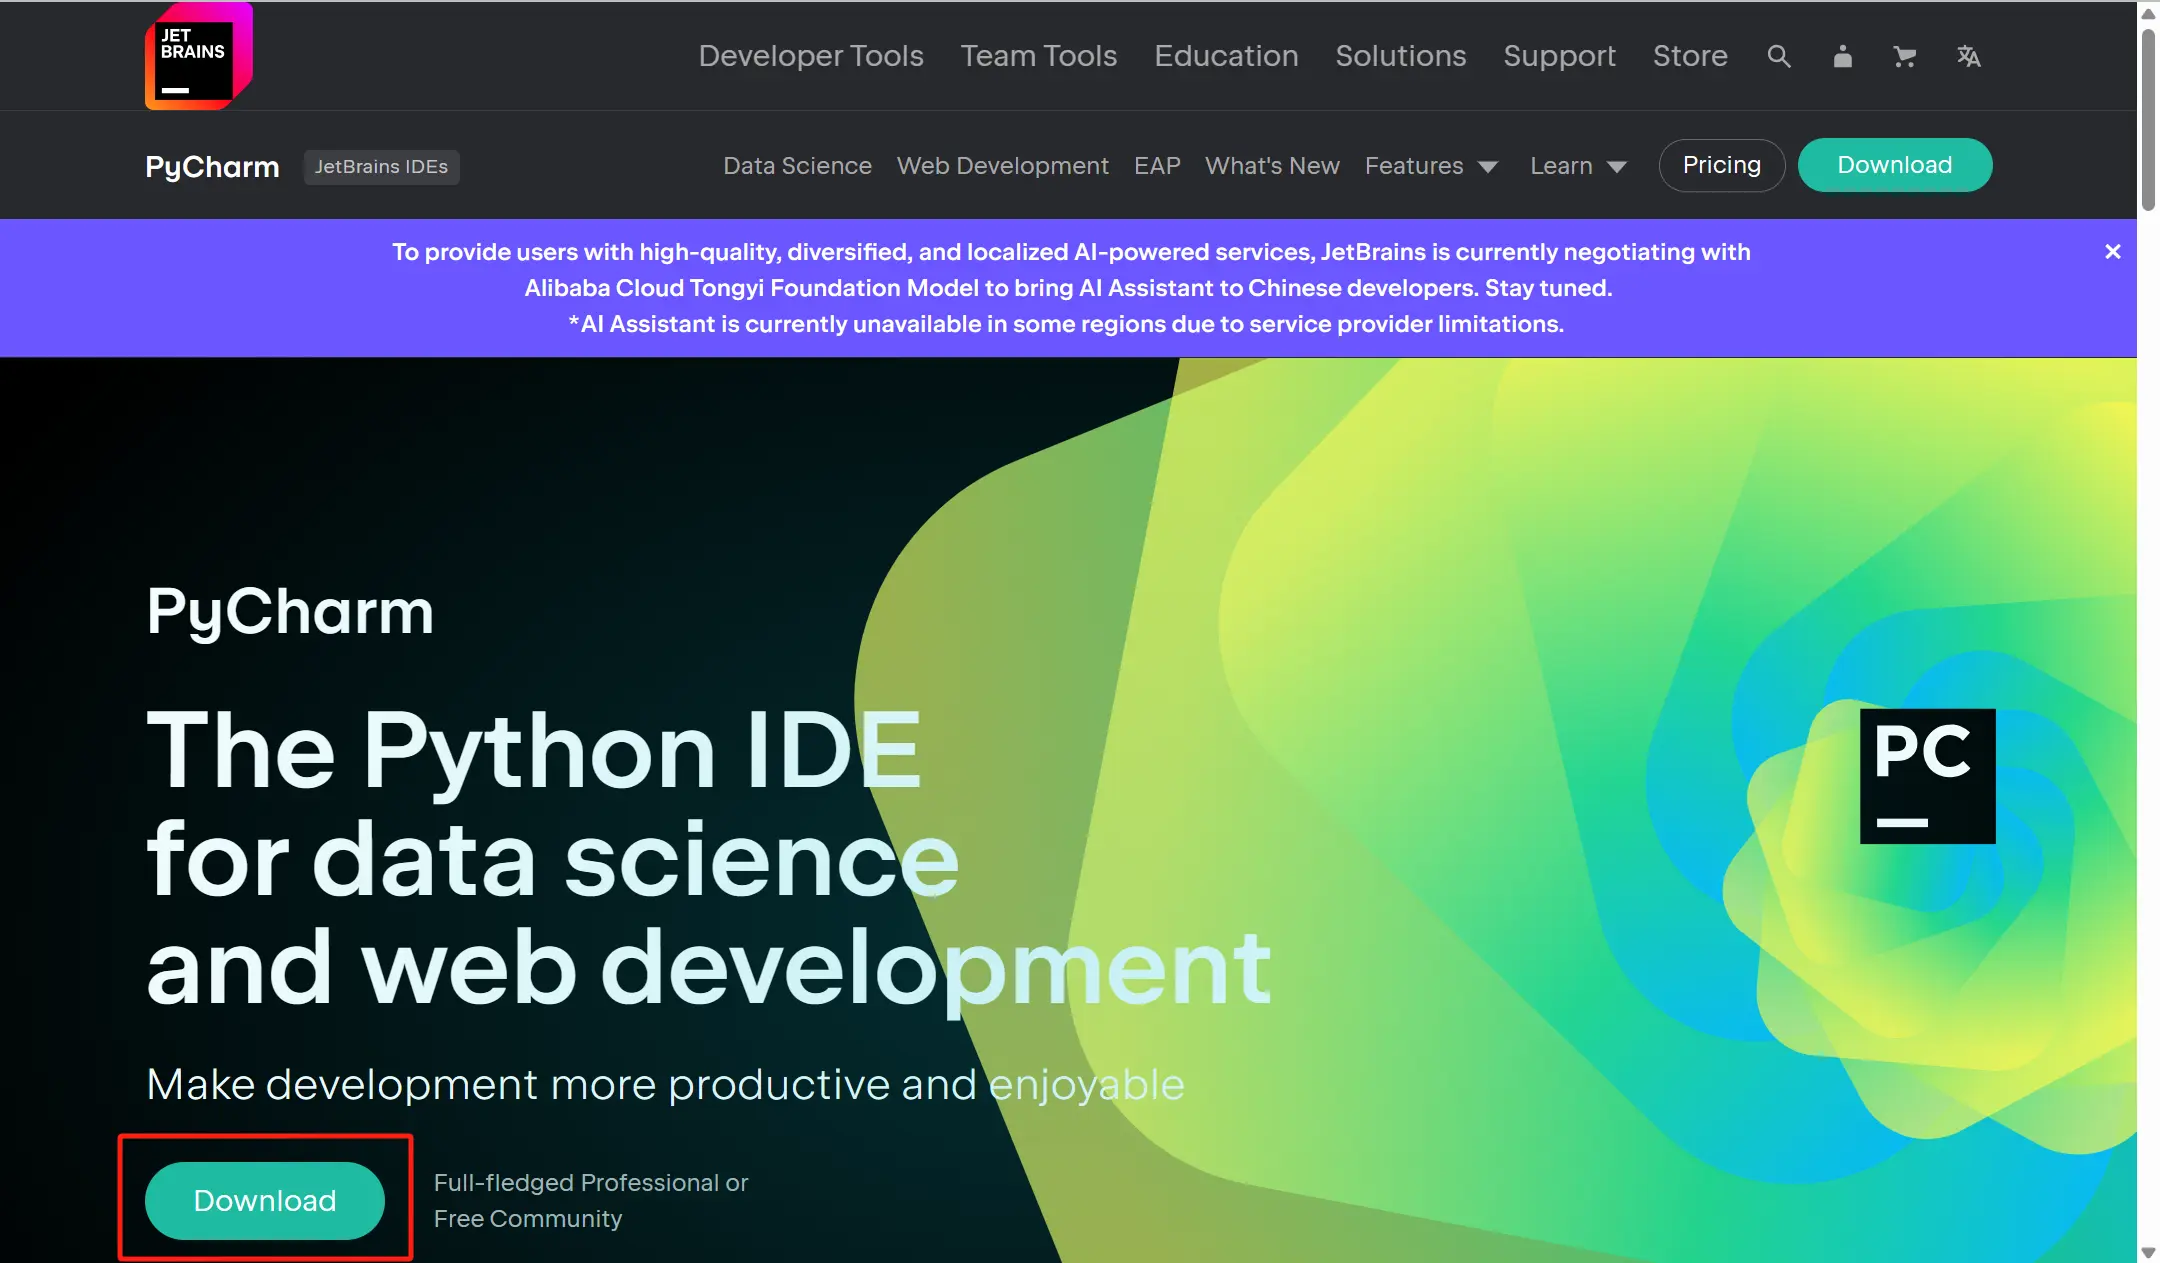 JET
BRAINS
Developer Tools Team Tools Education Solutions Support Store
PyCharm JetBrains IDEs Data Science Web Development EAP What's New Features Learn Pricing Download
To provide users with high-quality, diversified, and localized AI-powered services, JetBrains is currently negotiating with
Alibaba Cloud Tongyi Foundation Model to bring AI Assistant to Chinese developers. Stay tuned.
*AI Assistant is currently unavailable in some regions due to service provider limitations.
PyCharm
The Python IDE
for data science
and web development
PC
Make development more productive and enjoyable
Download
Full-fledged Professional or
Free Community